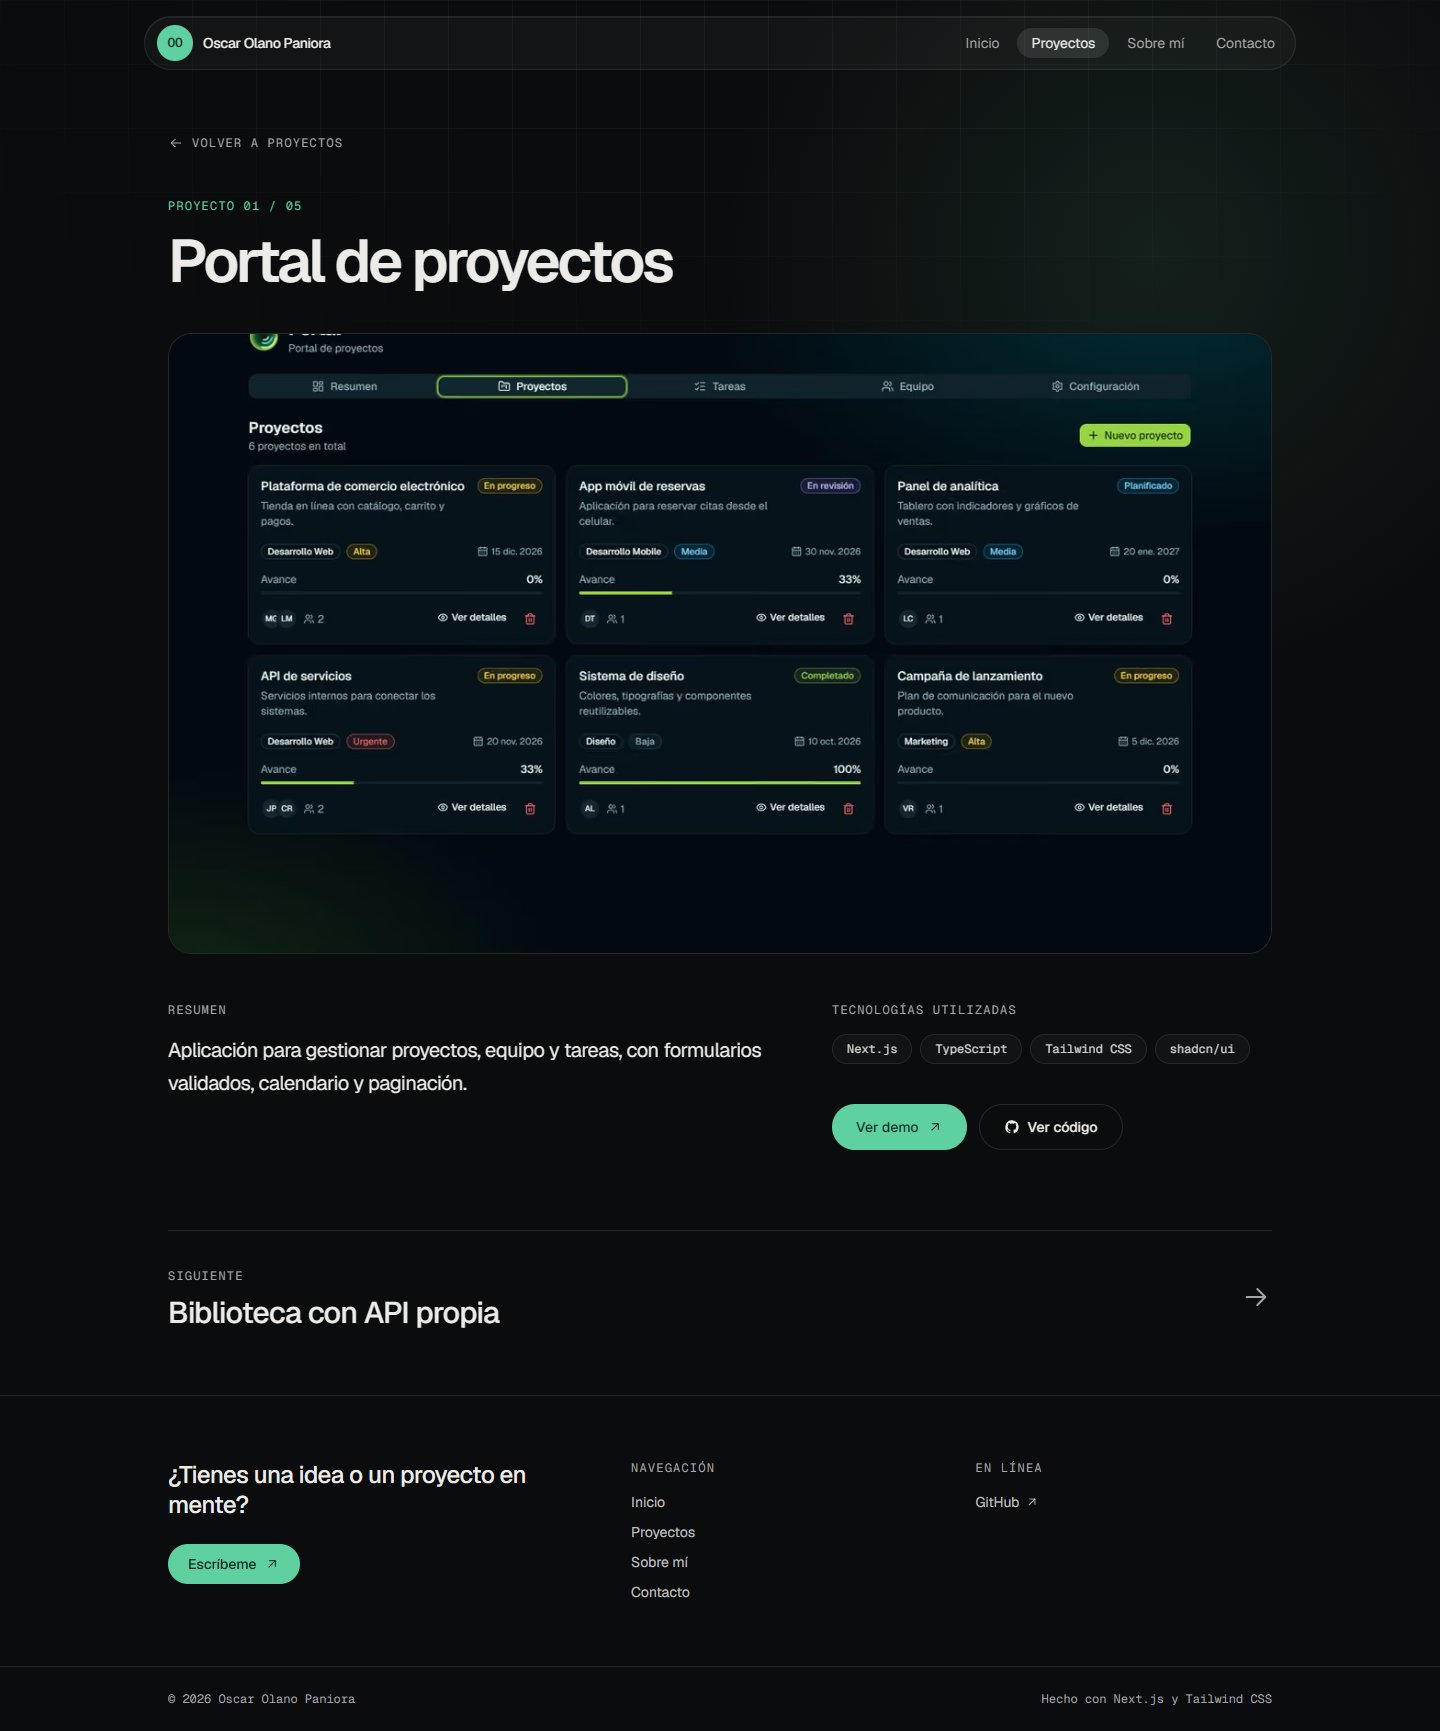 OO Oscar Olano Paniora
Inicio Proyectos Sobre mí Contacto
← VOLVER A PROYECTOS
PROYECTO 01 / 05
Portal de proyectos
Portal de proyectos
Resumen Proyectos Tareas Equipo Configuración
Proyectos
6 proyectos en total
+ Nuevo proyecto
Plataforma de comercio electrónico En progreso
Tienda en línea con catálogo, carrito y
pagos.
Desarrollo Web Alta 15 dic. 2026
Avance 0%
MG LM 2 Ver detalles
App móvil de reservas En revisión
Aplicación para reservar citas desde el
celular.
Desarrollo Mobile Media 30 nov. 2026
Avance 33%
DT 1 Ver detalles
Panel de analítica Planificado
Tablero con indicadores y gráficos de
ventas.
Desarrollo Web Media 20 ene. 2027
Avance 0%
LC 1 Ver detalles
API de servicios En progreso
Servicios internos para conectar los
sistemas.
Desarrollo Web Urgente 20 nov. 2026
Avance 33%
JP CR 2 Ver detalles
Sistema de diseño Completado
Colores, tipografías y componentes
reutilizables.
Diseño Baja 10 oct. 2026
Avance 100%
AL 1 Ver detalles
Campaña de lanzamiento En progreso
Plan de comunicación para el nuevo
producto.
Marketing Alta 5 dic. 2026
Avance 0%
VR 1 Ver detalles
RESUMEN
Aplicación para gestionar proyectos, equipo y tareas, con formularios
validados, calendario y paginación.
TECNOLOGÍAS UTILIZADAS
Next.js TypeScript Tailwind CSS shadcn/ui
Ver demo Ver código
SIGUIENTE
Biblioteca con API propia
¿Tienes una idea o un proyecto en
mente?
Escríbeme
NAVEGACIÓN
Inicio
Proyectos
Sobre mí
Contacto
EN LÍNEA
GitHub
© 2026 Oscar Olano Paniora
Hecho con Next.js y Tailwind CSS